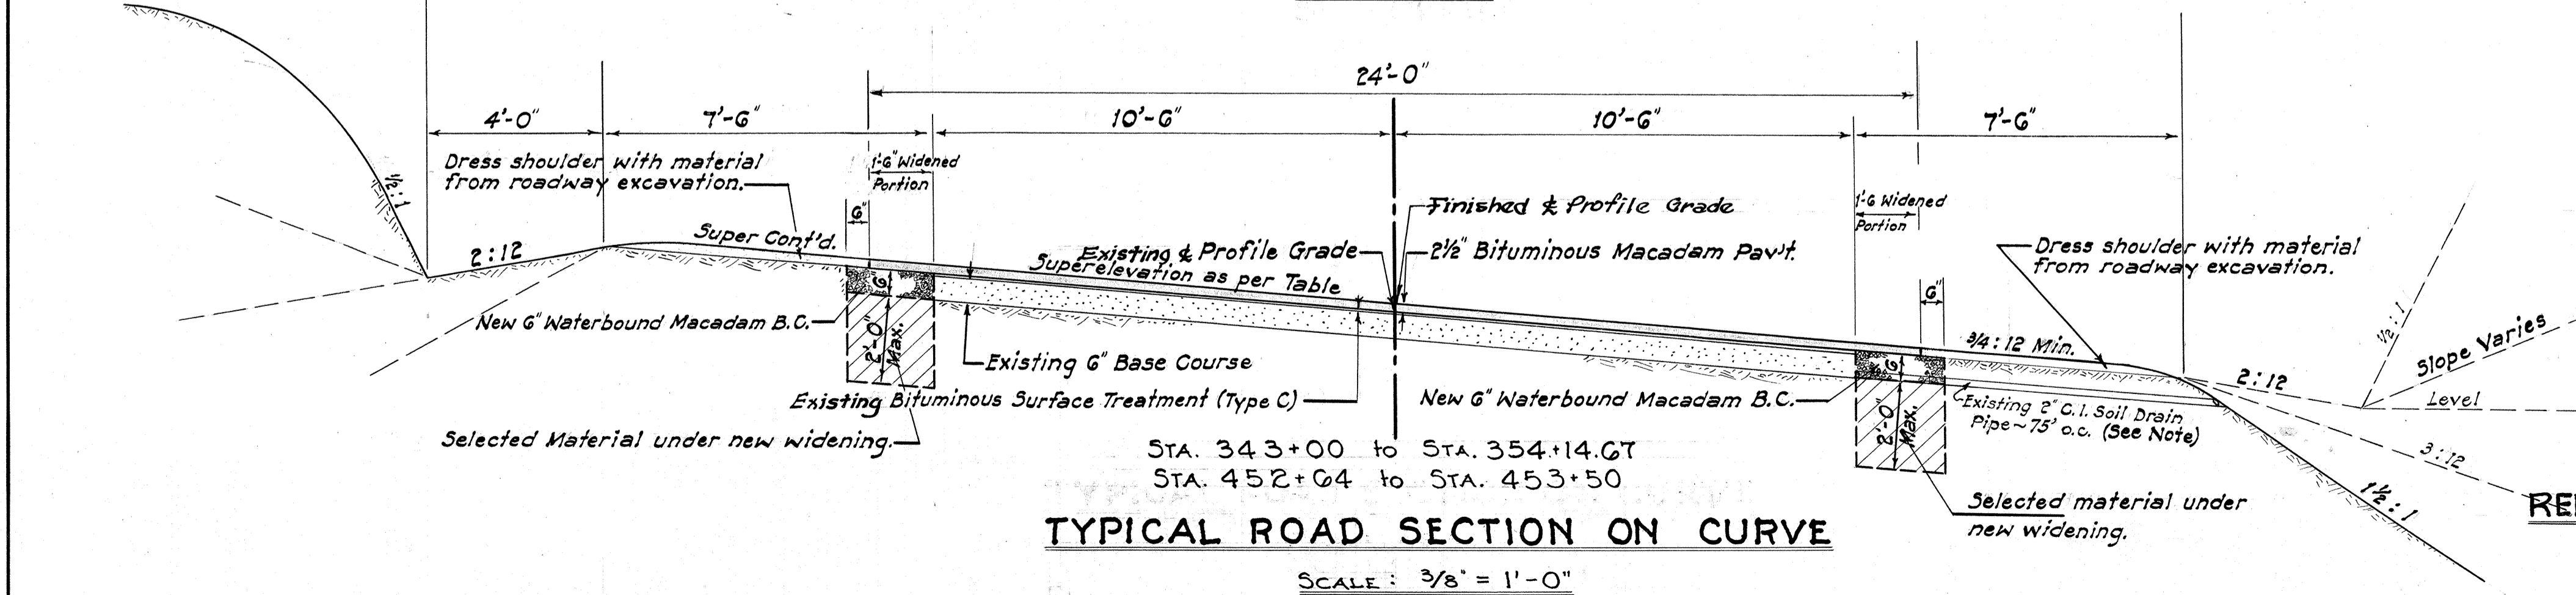 24'-0"
4'-0"
7'-6"
10'-6"
10'-6"
7'-6"
Dress shoulder with material
from roadway excavation.
1'-6" Widened
Portion
6"
1/2:1
2:12
Super Cont'd.
Existing ℄ Profile Grade
Superelevation as per Table
Finished ℄ Profile Grade
2½" Bituminous Macadam Pav't.
1'-6 Widened
Portion
6"
Dress shoulder with material
from roadway excavation.
New 6" Waterbound Macadam B.C.
6"
2'-0"
Max.
Existing 6" Base Course
Existing Bituminous Surface Treatment (Type C)
Selected Material under new widening.
New 6" Waterbound Macadam B.C.
6"
2'-0"
Max.
3/4:12 Min.
Existing 2" C.I. Soil Drain
Pipe ~ 75' o.c. (See Note)
2:12
1/2:1
Slope Varies
Level
3:12
1½:1
Selected material under
new widening.
STA. 343+00 to STA. 354+14.67
STA. 452+64 to STA. 453+50
TYPICAL ROAD SECTION ON CURVE
SCALE: 3/8" = 1'-0"